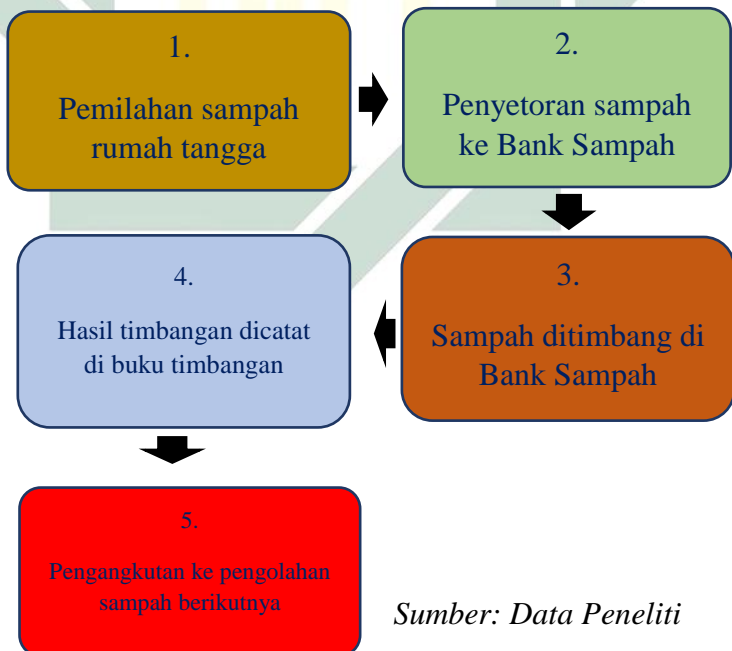 1.
Pemilahan sampah
rumah tangga
2.
Penyetoran sampah
ke Bank Sampah
3.
Sampah ditimbang di
Bank Sampah
4.
Hasil timbangan dicatat
di buku timbangan
5.
Pengangkutan ke pengolahan
sampah berikutnya
Sumber: Data Peneliti